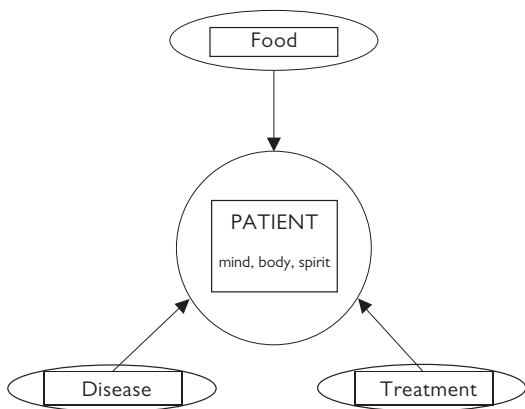 Food
PATIENT
mind, body, spirit
Disease
Treatment